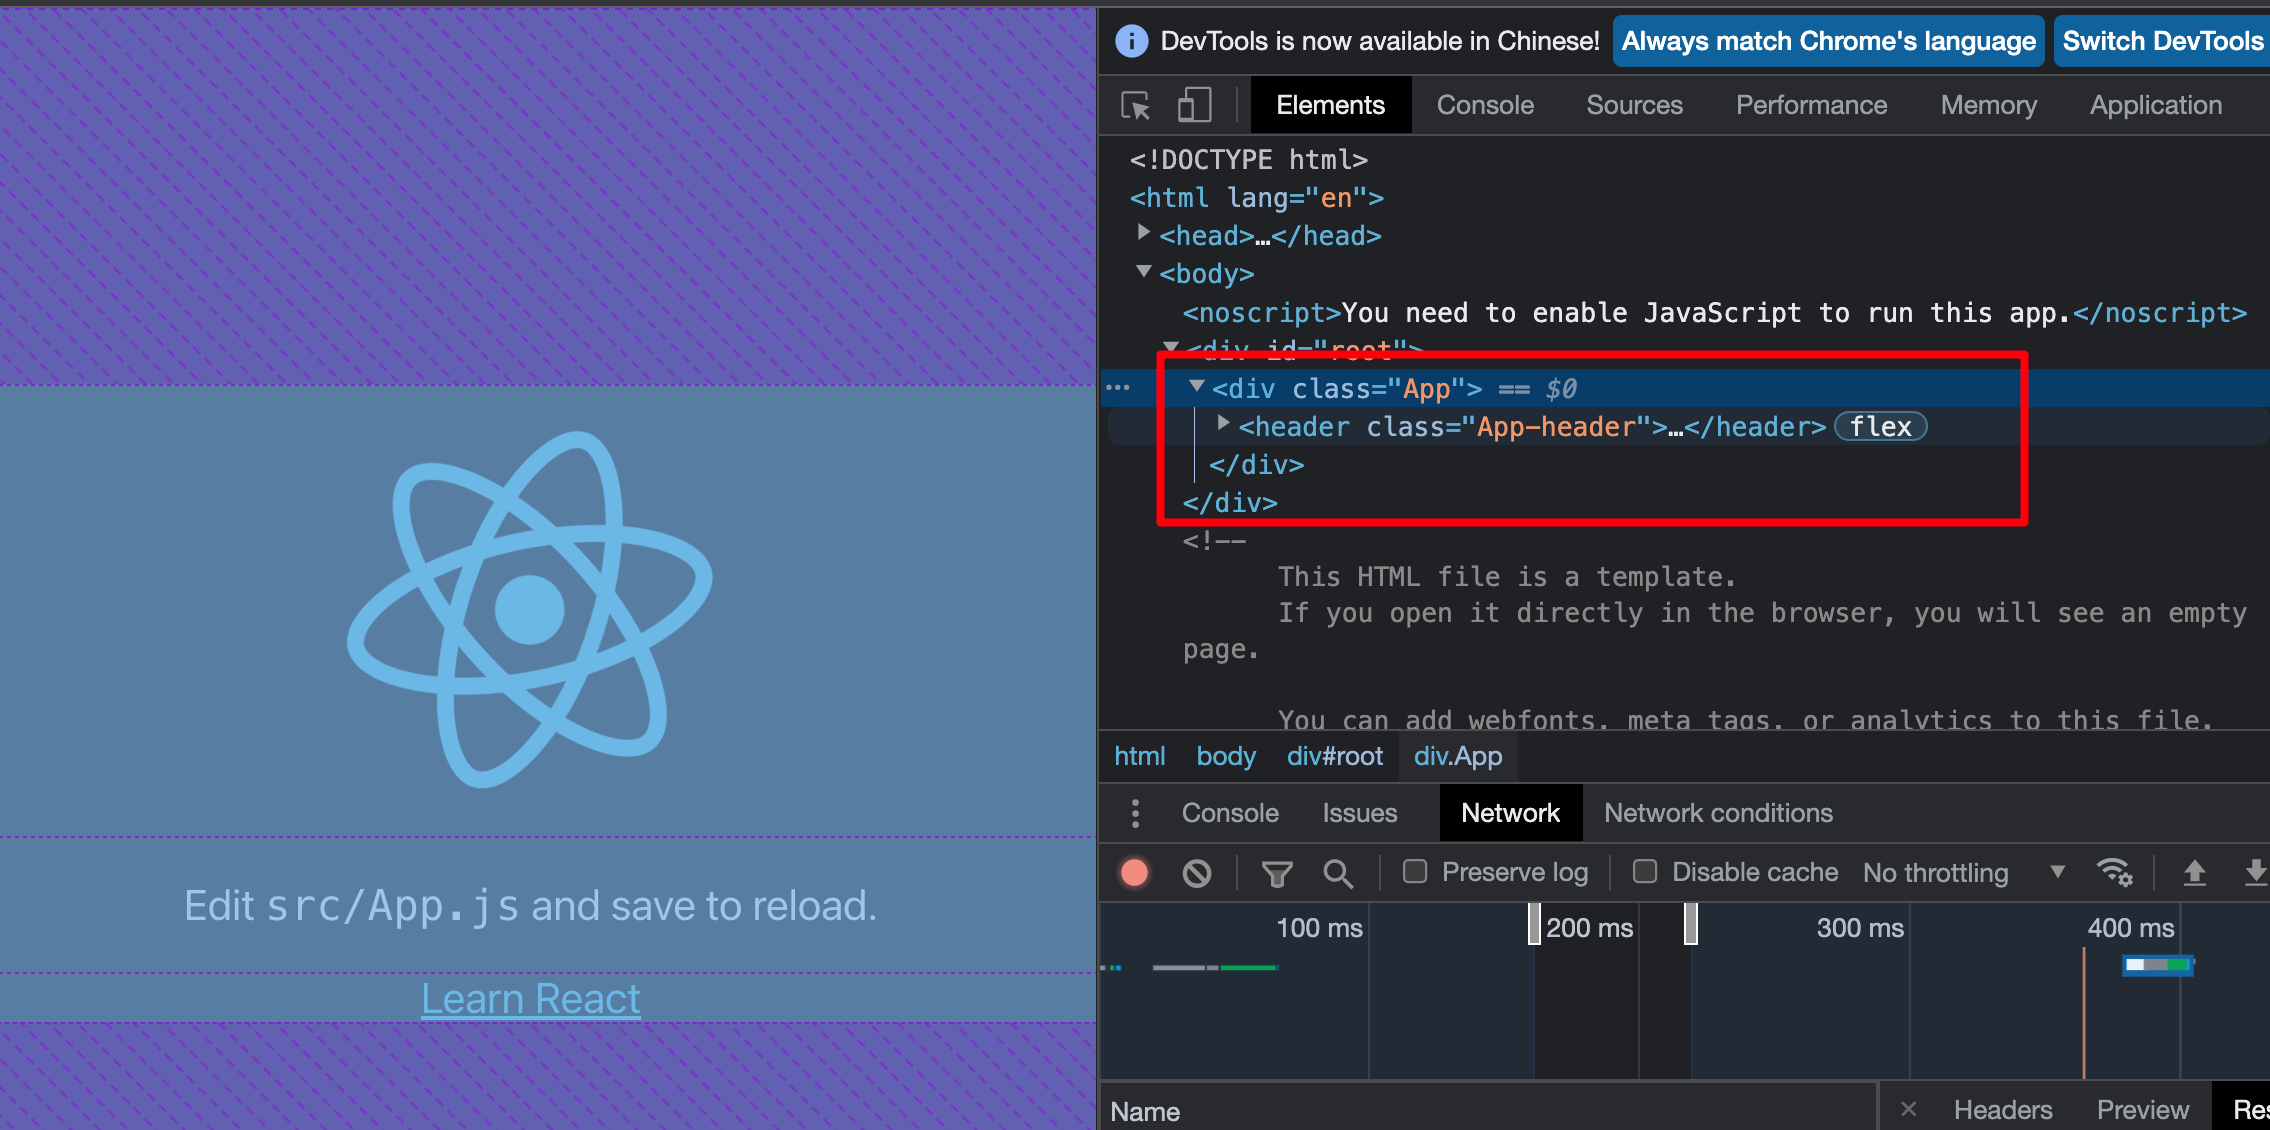 Edit src/App.js and save to reload.
Learn React
DevTools is now available in Chinese! Always match Chrome's language Switch DevTools
Elements Console Sources Performance Memory Application
<!DOCTYPE html>
<html lang="en">
<head>…</head>
<body>
<noscript>You need to enable JavaScript to run this app.</noscript>
<div id="root">
<div class="App"> == $0
<header class="App-header">…</header> flex
</div>
</div>
<!--
This HTML file is a template.
If you open it directly in the browser, you will see an empty
page.
You can add webfonts, meta tags, or analytics to this file.
html body div#root div.App
Console Issues Network Network conditions
Preserve log Disable cache No throttling
100 ms 200 ms 300 ms 400 ms
Name Headers Preview Res